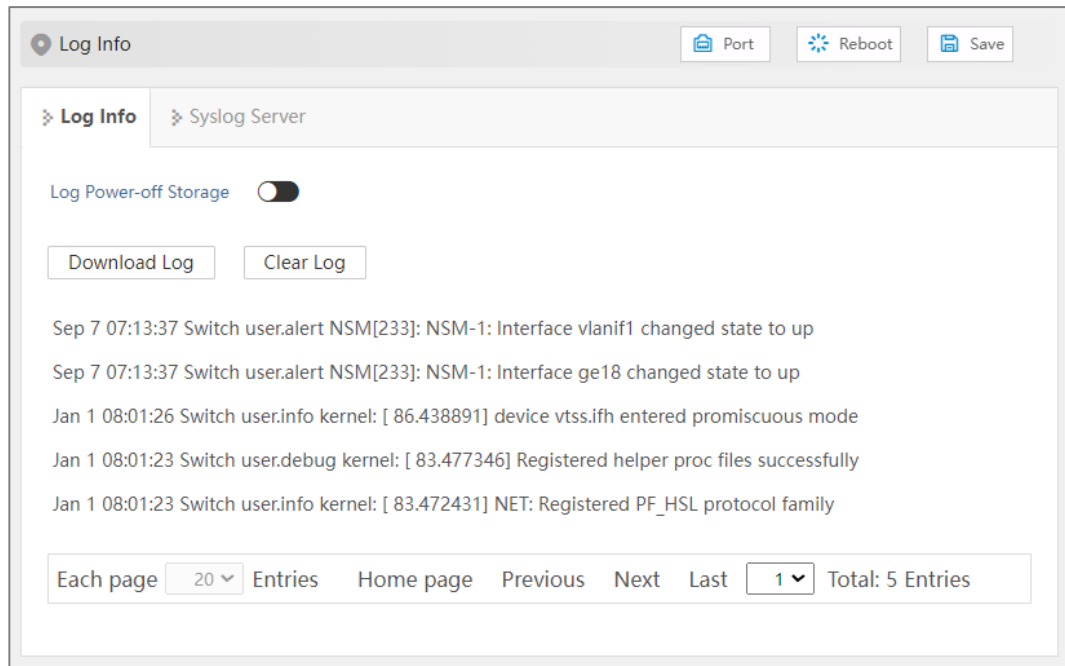 Log Info
Port
Reboot
Save
Log Info
Syslog Server
Log Power-off Storage
Download Log
Clear Log
Sep 7 07:13:37 Switch user.alert NSM[233]: NSM-1: Interface vlanif1 changed state to up
Sep 7 07:13:37 Switch user.alert NSM[233]: NSM-1: Interface ge18 changed state to up
Jan 1 08:01:26 Switch user.info kernel: [ 86.438891] device vtss.ifh entered promiscuous mode
Jan 1 08:01:23 Switch user.debug kernel: [ 83.477346] Registered helper proc files successfully
Jan 1 08:01:23 Switch user.info kernel: [ 83.472431] NET: Registered PF_HSL protocol family
Each page 20 Entries Home page Previous Next Last 1 Total: 5 Entries